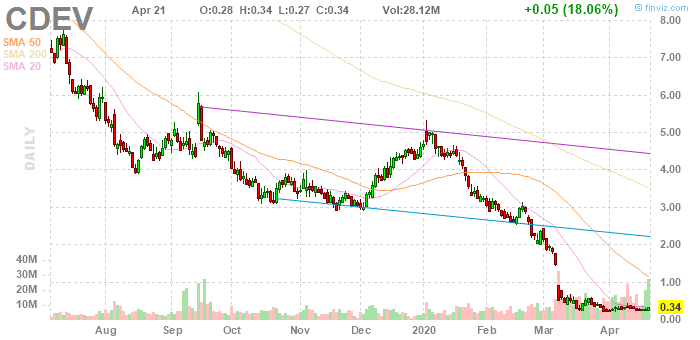 CDEV Apr 21 O:0.28 H:0.34 L:0.27 C:0.34 Vol:28.12M +0.05 (18.06%) © finviz.com
SMA 50
SMA 200
SMA 20
DAILY
8.00
7.00
6.00
5.00
4.00
3.00
2.00
1.00
0.34
0.00
40M
30M
20M
10M
Aug Sep Oct Nov Dec 2020 Feb Mar Apr